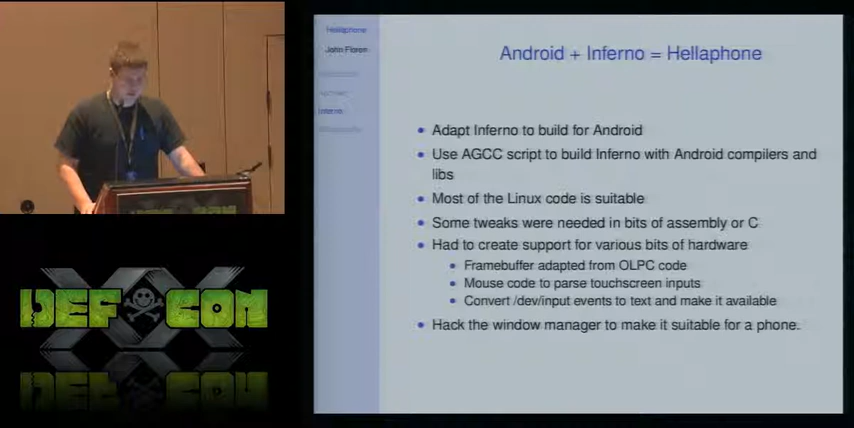 Hellaphone
John Floren
Inferno
Android + Inferno = Hellaphone
Adapt Inferno to build for Android
Use AGCC script to build Inferno with Android compilers and
libs
Most of the Linux code is suitable
Some tweaks were needed in bits of assembly or C
Had to create support for various bits of hardware
Framebuffer adapted from OLPC code
Mouse code to parse touchscreen inputs
Convert /dev/input events to text and make it available
Hack the window manager to make it suitable for a phone.
DEF CON
XX
DEF CON